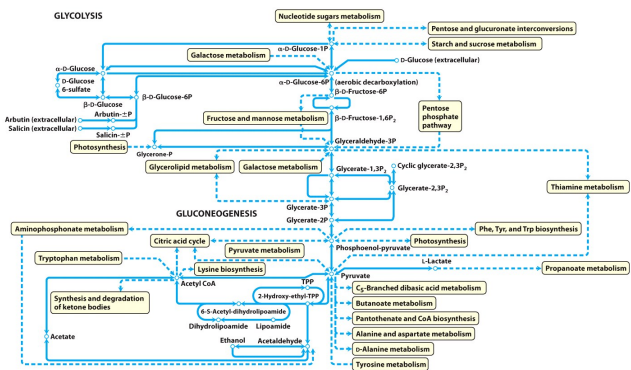 Nucleotide sugars metabolism
GLYCOLYSIS
α-D-Glucose-1P
Pentose and glucuronate interconversions
Starch and sucrose metabolism
Galactose metabolism
D-Glucose (extracellular)
α-D-Glucose
D-Glucose
6-sulfate
α-D-Glucose-6P
(aerobic decarboxylation)
β-D-Fructose-6P
β-D-Glucose
β-D-Glucose-6P
Pentose
phosphate
pathway
Arbutin-±P
Arbutin (extracellular)
Fructose and mannose metabolism
β-D-Fructose-1,6P2
Salicin (extracellular)
Salicin-±P
Photosynthesis
Glyceraldehyde-3P
Glycerone-P
Glycerolipid metabolism
Galactose metabolism
Glycerate-1,3P2
Cyclic glycerate-2,3P2
Glycerate-2,3P2
Thiamine metabolism
Glycerate-3P
GLUCONEOGENESIS
Glycerate-2P
Aminophosphonate metabolism
Phe, Tyr, and Trp biosynthesis
Citric acid cycle
Photosynthesis
Phosphoenol-pyruvate
Pyruvate metabolism
Tryptophan metabolism
Lysine biosynthesis
L-Lactate
Propanoate metabolism
Acetyl CoA
Pyruvate
TPP
C5-Branched dibasic acid metabolism
Synthesis and degradation
of ketone bodies
2-Hydroxy-ethyl-TPP
Butanoate metabolism
6-S-Acetyl-dihydrolipoamide
Pantothenate and CoA biosynthesis
Dihydrolipoamide
Lipoamide
Alanine and aspartate metabolism
Acetate
Ethanol
Acetaldehyde
D-Alanine metabolism
Tyrosine metabolism